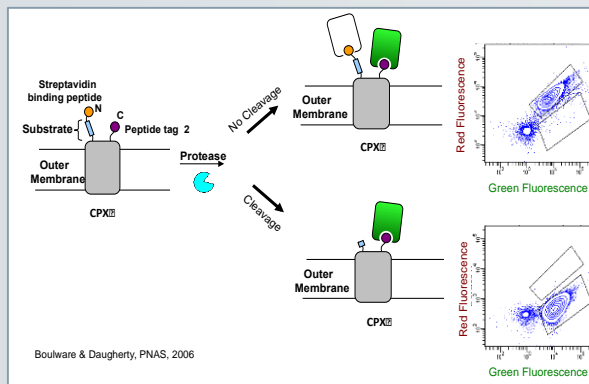 Streptavidin
binding peptide
N
C
Substrate
Peptide tag 2
Outer
Membrane
CPX
Protease
No Cleavage
Cleavage
Outer
Membrane
CPX
Outer
Membrane
CPX
Red Fluorescence
Green Fluorescence
Red Fluorescence
Green Fluorescence
Boulware & Daugherty, PNAS, 2006